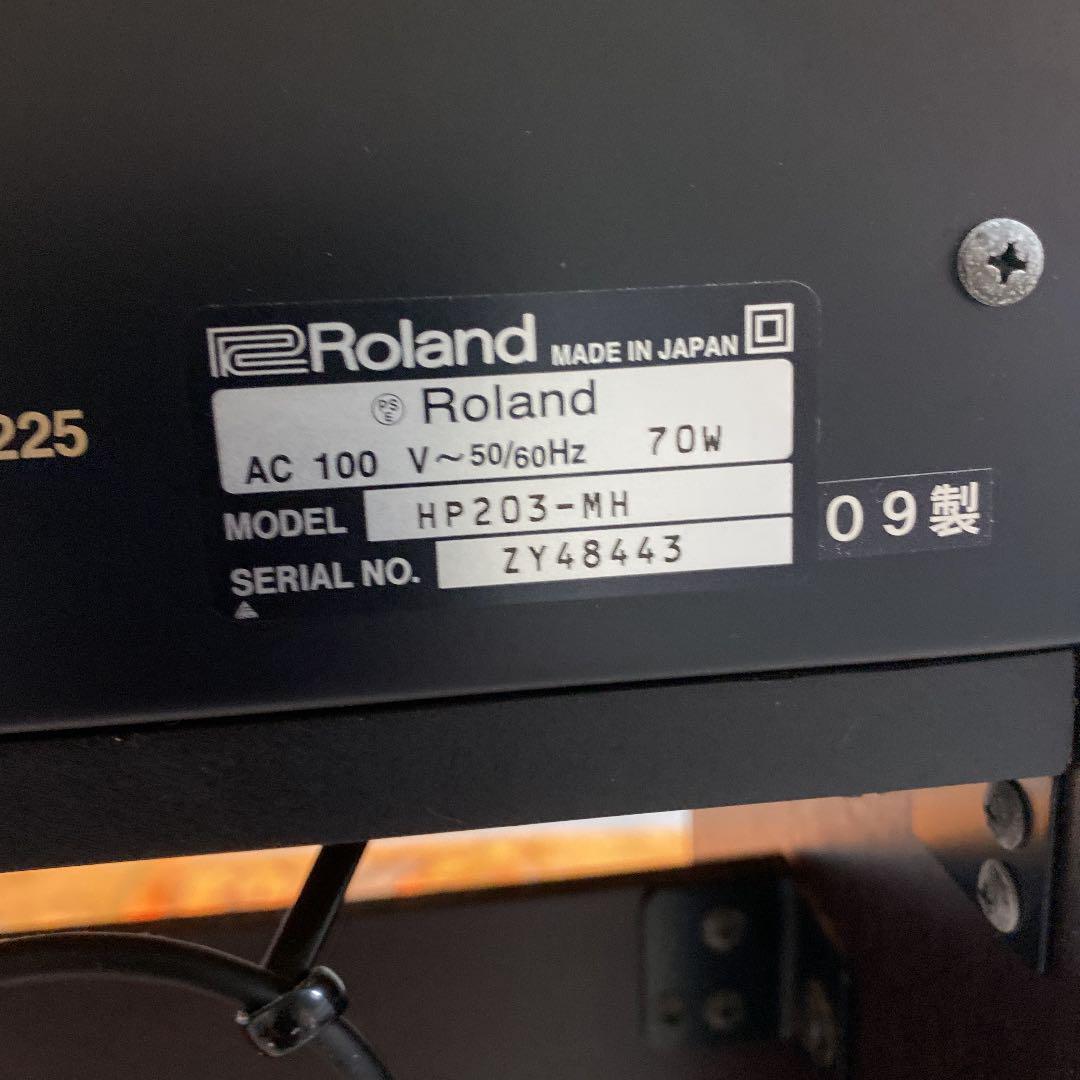 Roland MADE IN JAPAN
PSE Roland
AC 100 V～50/60Hz 70W
MODEL HP203-MH
SERIAL NO. ZY48443
09製
225